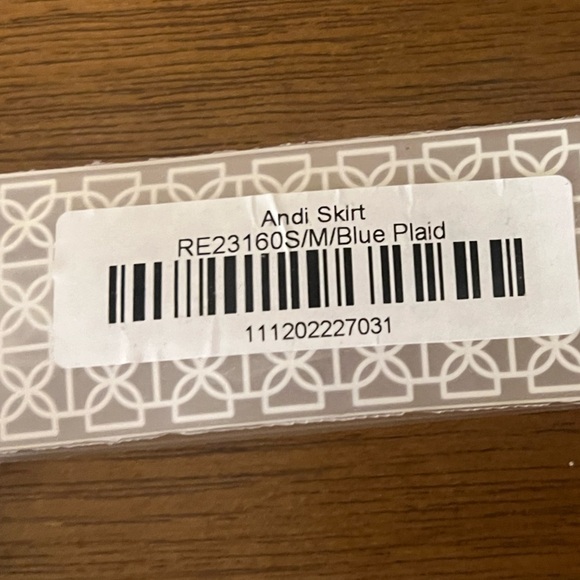 Andi Skirt
RE23160S/M/Blue Plaid
111202227031